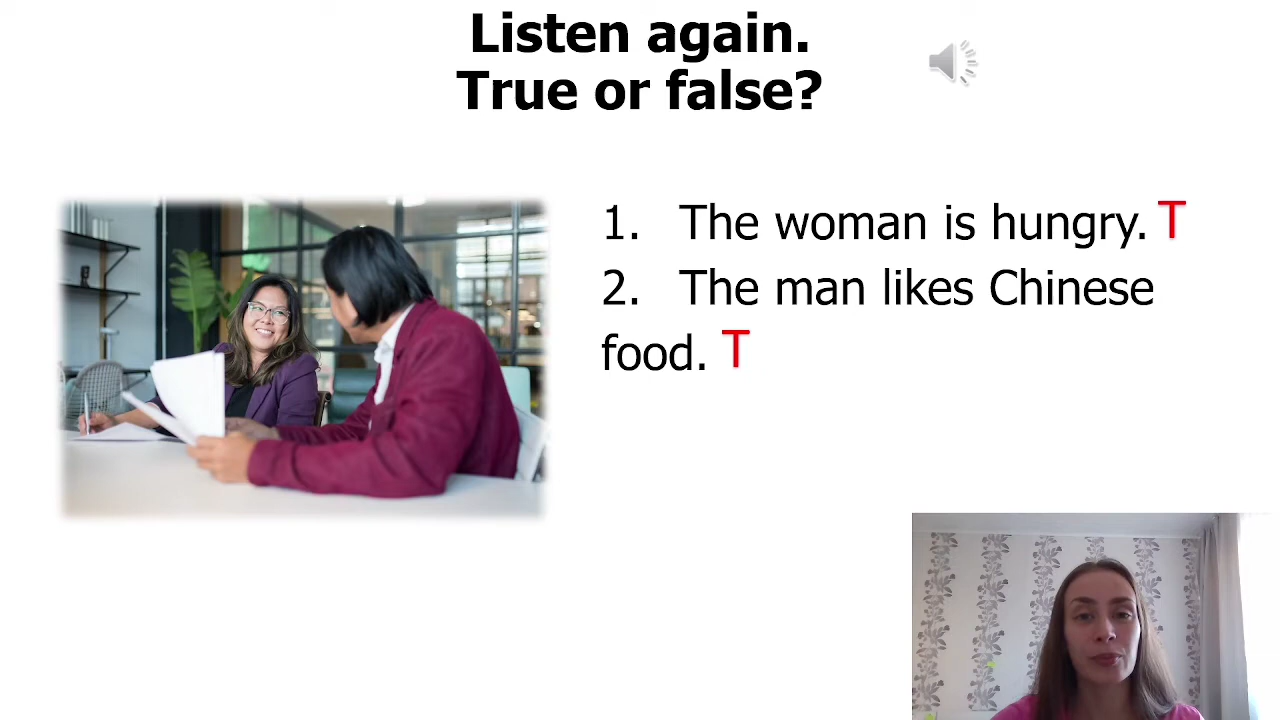 Listen again.
True or false?
1. The woman is hungry. T
2. The man likes Chinese
food. T